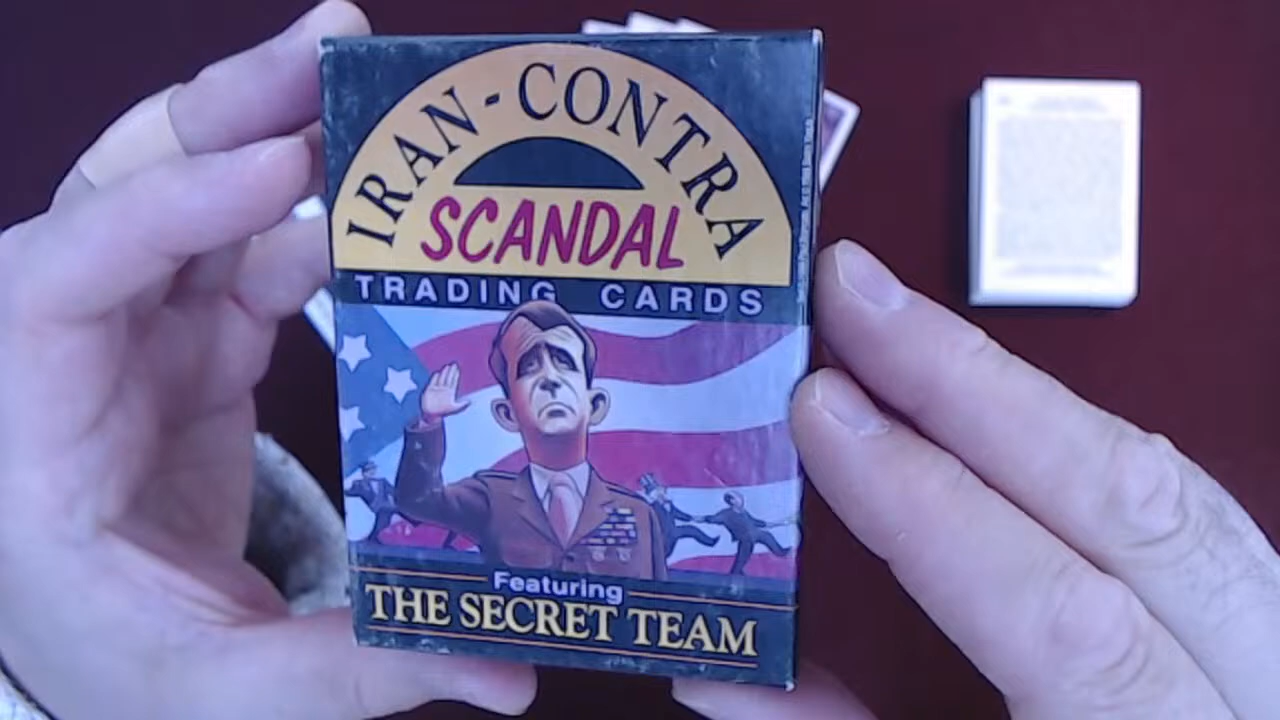 IRAN-CONTRA
SCANDAL
TRADING CARDS
Featuring
THE SECRET TEAM